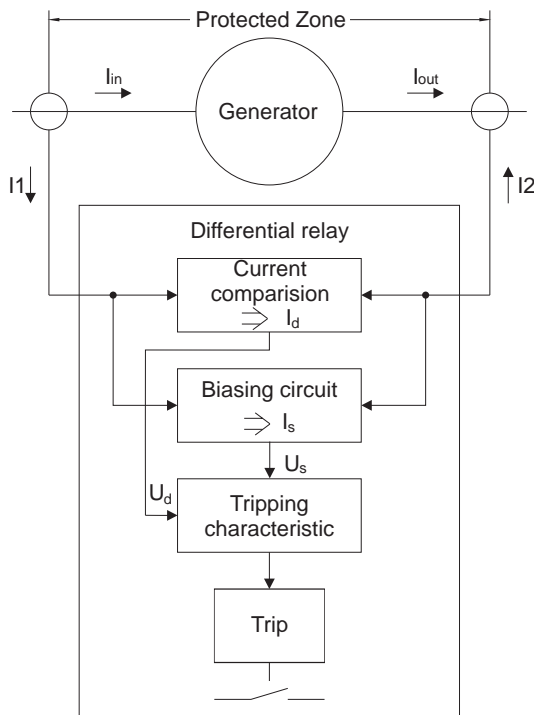 Protected Zone
Iin
Iout
Generator
I1
I2
Differential relay
Current
comparision
Id
Biasing circuit
Is
Us
Ud
Tripping
characteristic
Trip